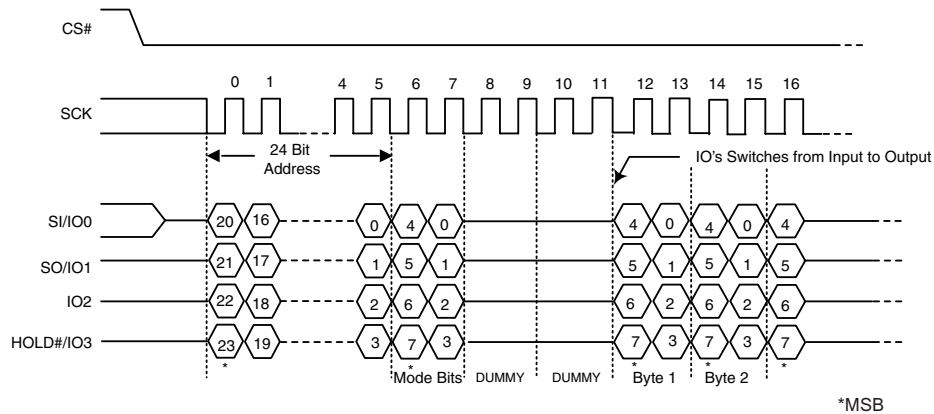 CS#
0 1 4 5 6 7 8 9 10 11 12 13 14 15 16
SCK
24 Bit
Address
IO's Switches from Input to Output
SI/IO0 20 16 0 4 0 4 0 4 0 4
SO/IO1 21 17 1 5 1 5 1 5 1 5
IO2 22 18 2 6 2 6 2 6 2 6
HOLD#/IO3 23 19 3 7 3 7 3 7 3 7
* * * * *
Mode Bits DUMMY DUMMY Byte 1 Byte 2
*MSB